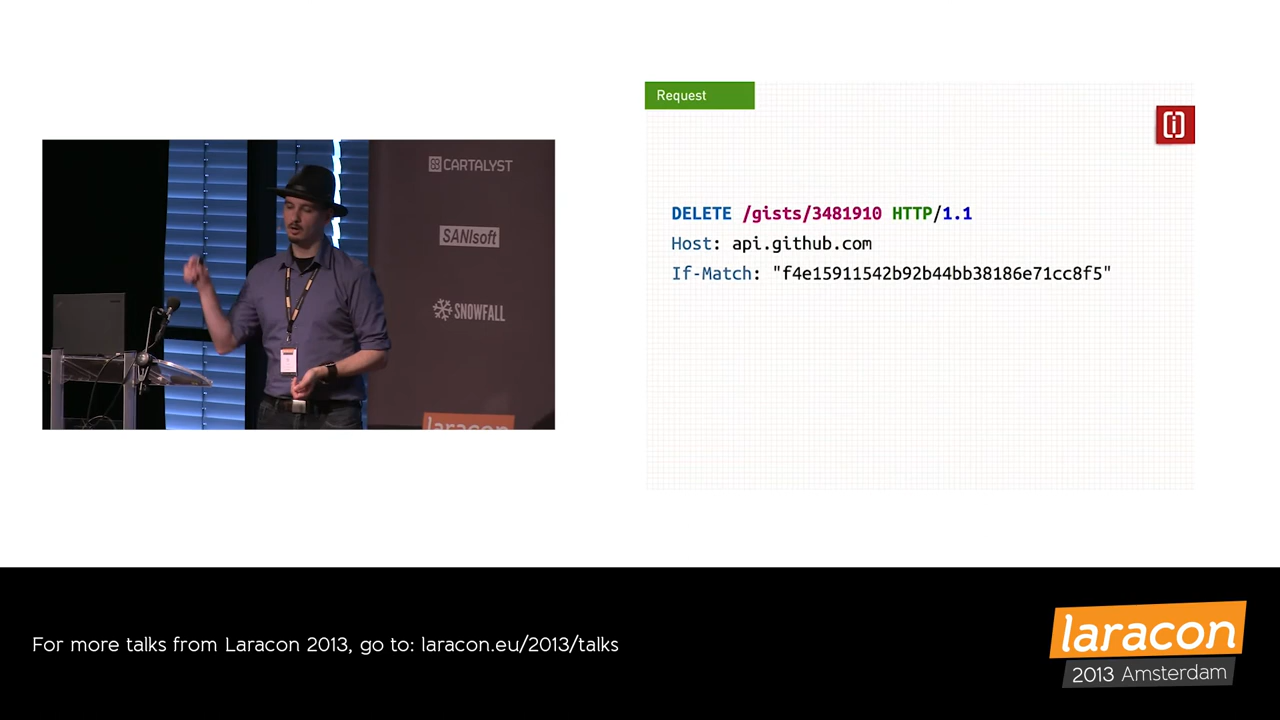 CARTALYST
SANIsoft
SNOWFALL
laracon
Request
DELETE /gists/3481910 HTTP/1.1
Host: api.github.com
If-Match: "f4e15911542b92b44bb38186e71cc8f5"
For more talks from Laracon 2013, go to: laracon.eu/2013/talks
laracon
2013 Amsterdam